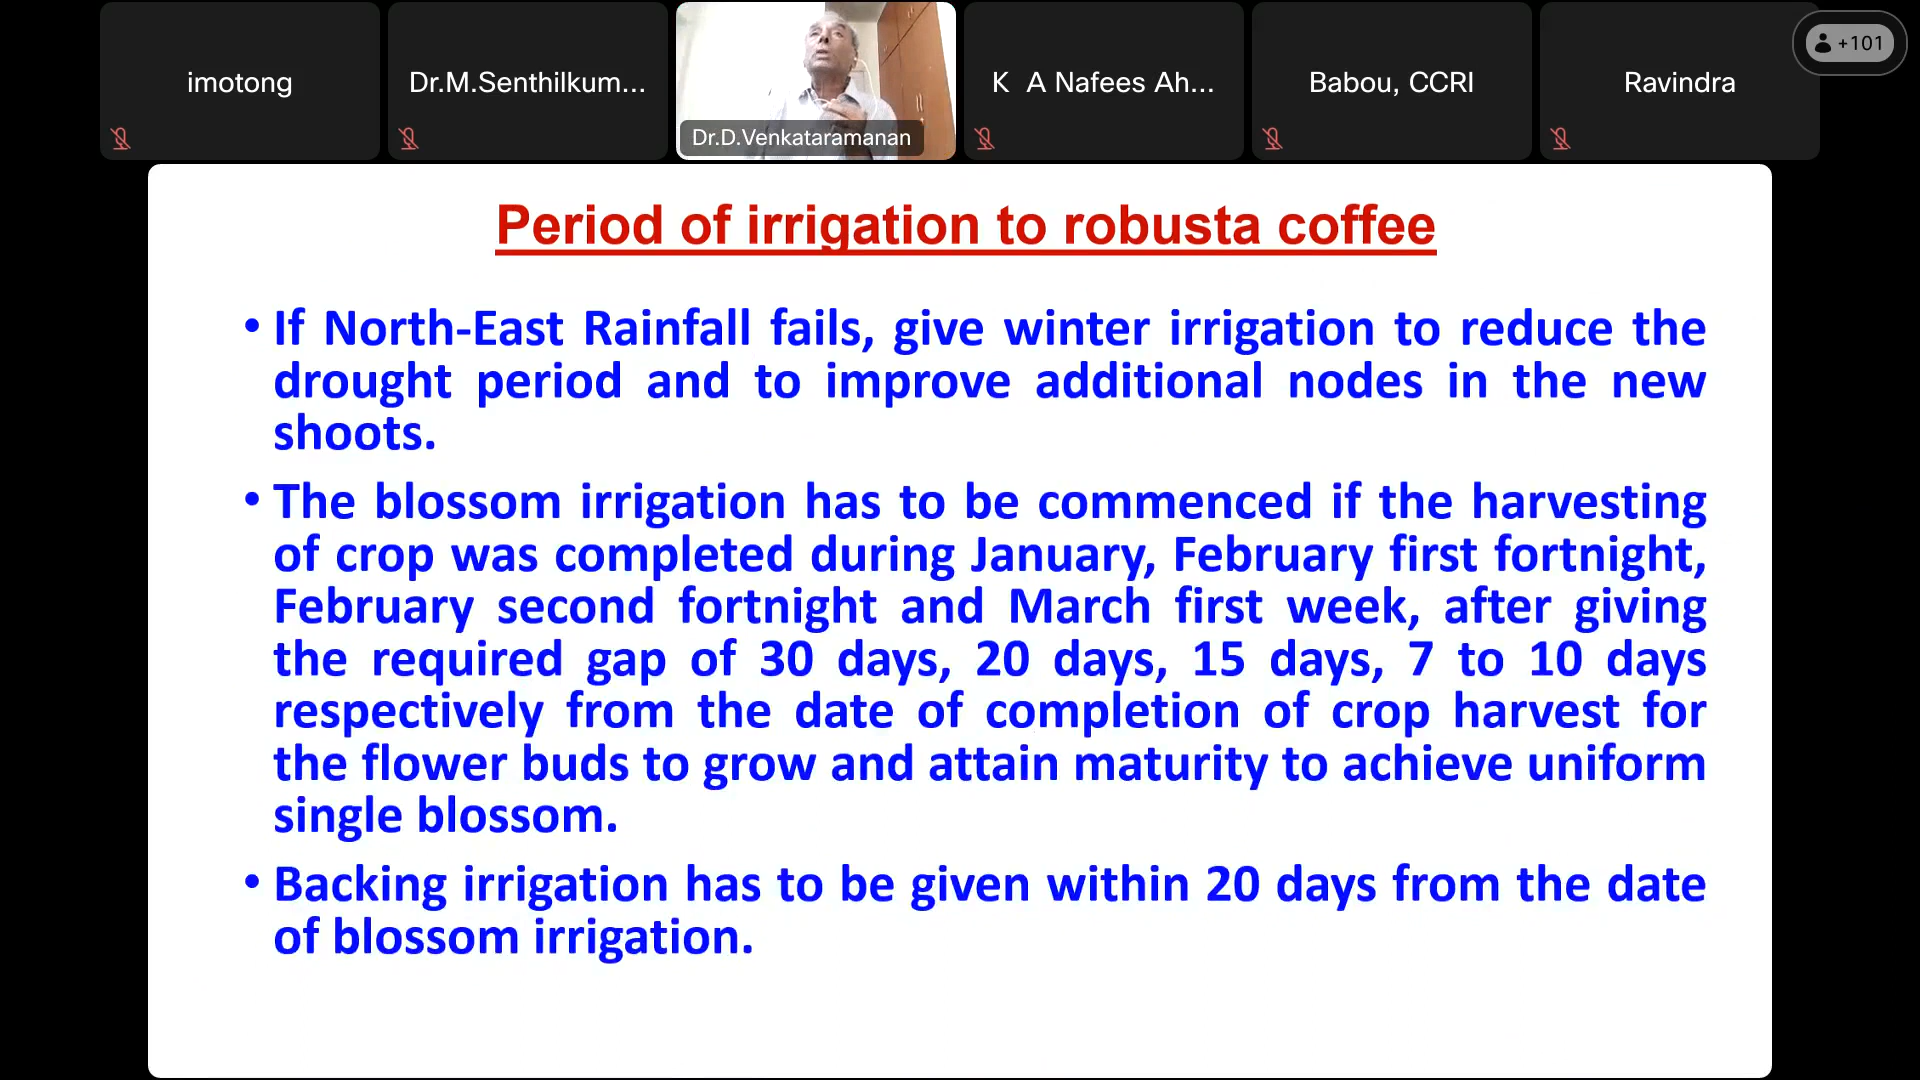 imotong
Dr.M.Senthilkum...
Dr.D.Venkataramanan
K A Nafees Ah...
Babou, CCRI
Ravindra
+101
Period of irrigation to robusta coffee
• If North-East Rainfall fails, give winter irrigation to reduce the
drought period and to improve additional nodes in the new
shoots.
• The blossom irrigation has to be commenced if the harvesting
of crop was completed during January, February first fortnight,
February second fortnight and March first week, after giving
the required gap of 30 days, 20 days, 15 days, 7 to 10 days
respectively from the date of completion of crop harvest for
the flower buds to grow and attain maturity to achieve uniform
single blossom.
• Backing irrigation has to be given within 20 days from the date
of blossom irrigation.